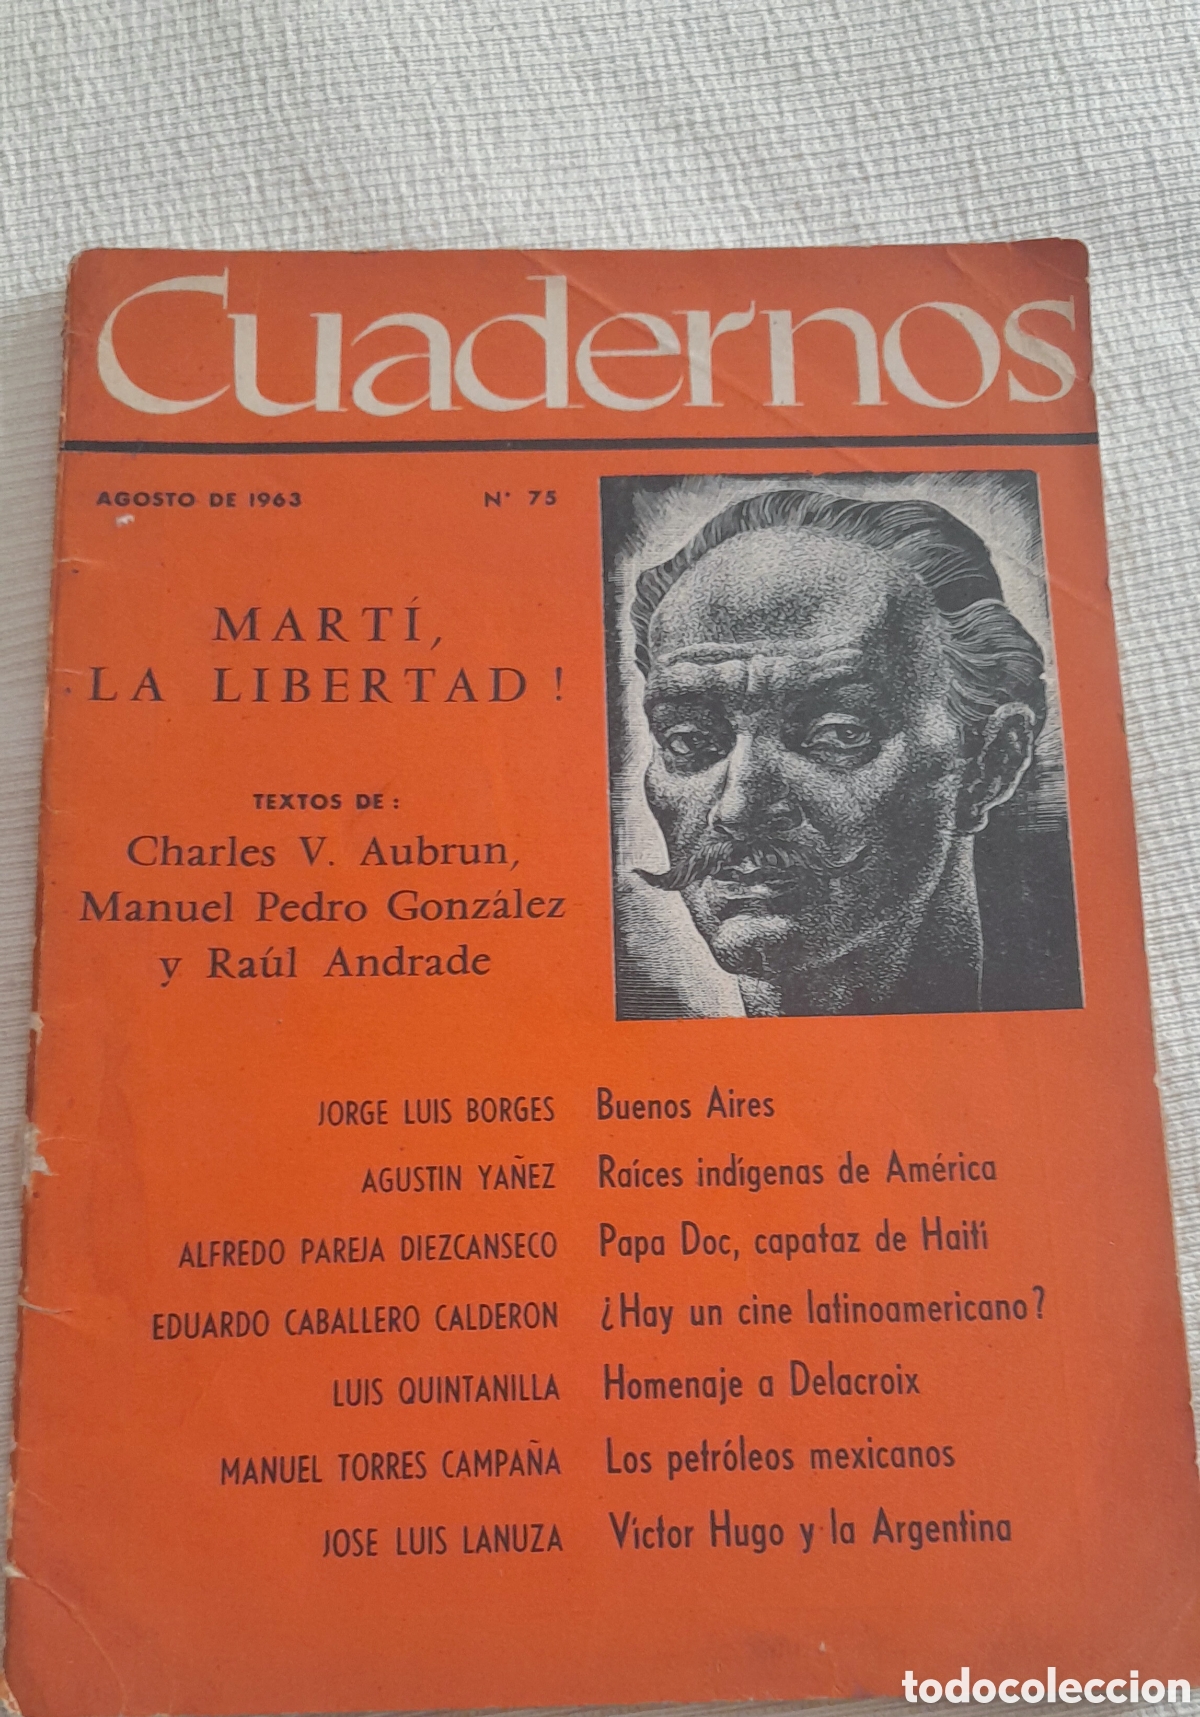 Cuadernos
AGOSTO DE 1963 N° 75
MARTÍ,
LA LIBERTAD !
TEXTOS DE :
Charles V. Aubrun,
Manuel Pedro González
y Raúl Andrade
JORGE LUIS BORGES Buenos Aires
AGUSTIN YAÑEZ Raíces indígenas de América
ALFREDO PAREJA DIEZCANSECO Papa Doc, capataz de Haití
EDUARDO CABALLERO CALDERON ¿Hay un cine latinoamericano?
LUIS QUINTANILLA Homenaje a Delacroix
MANUEL TORRES CAMPAÑA Los petróleos mexicanos
JOSE LUIS LANUZA Víctor Hugo y la Argentina
todocoleccion